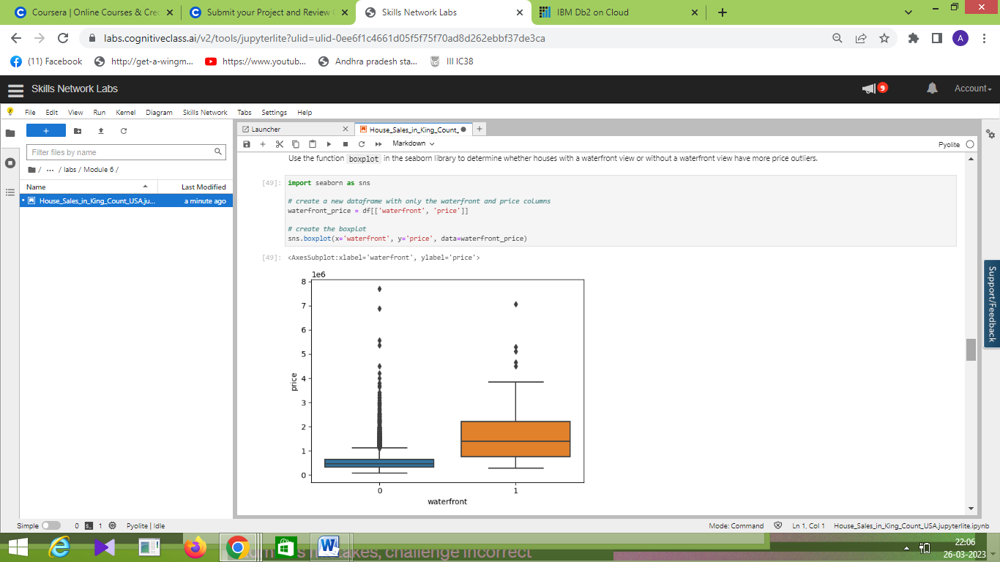 Coursera | Online Courses & Cre
Submit your Project and Review
Skills Network Labs
IBM Db2 on Cloud
labs.cognitiveclass.ai/v2/tools/jupyterlite?ulid=ulid-0ee6f1c4661d05f5f75f70ad8d262ebbf37de3ca
A
(11) Facebook
http://get-a-wingm...
https://www.youtub...
Andhra pradesh sta...
III IC38
Skills Network Labs
9
Account
File Edit View Run Kernel Diagram Skills Network Tabs Settings Help
Launcher
House_Sales_in_King_Count_
Filter files by name
/ ... / labs / Module 6 /
Name
Last Modified
House_Sales_in_King_Count_USA.ju...
a minute ago
Markdown
Pyolite
Use the function boxplot in the seaborn library to determine whether houses with a waterfront view or without a waterfront view have more price outliers.
[49]:
import seaborn as sns
# create a new dataframe with only the waterfront and price columns
waterfront_price = df[['waterfront', 'price']]
# create the boxplot
sns.boxplot(x='waterfront', y='price', data=waterfront_price)
[49]:
<AxesSubplot:xlabel='waterfront', ylabel='price'>
1e6
8
7
6
5
4
3
2
1
0
price
0 1
waterfront
Support/Feedback
Simple
0
1
Pyolite | Idle
Mode: Command
Ln 1, Col 1
House_Sales_in_King_Count_USA.jupyterlite.ipynb
takes, challenge incorrect
22:06
26-03-2023